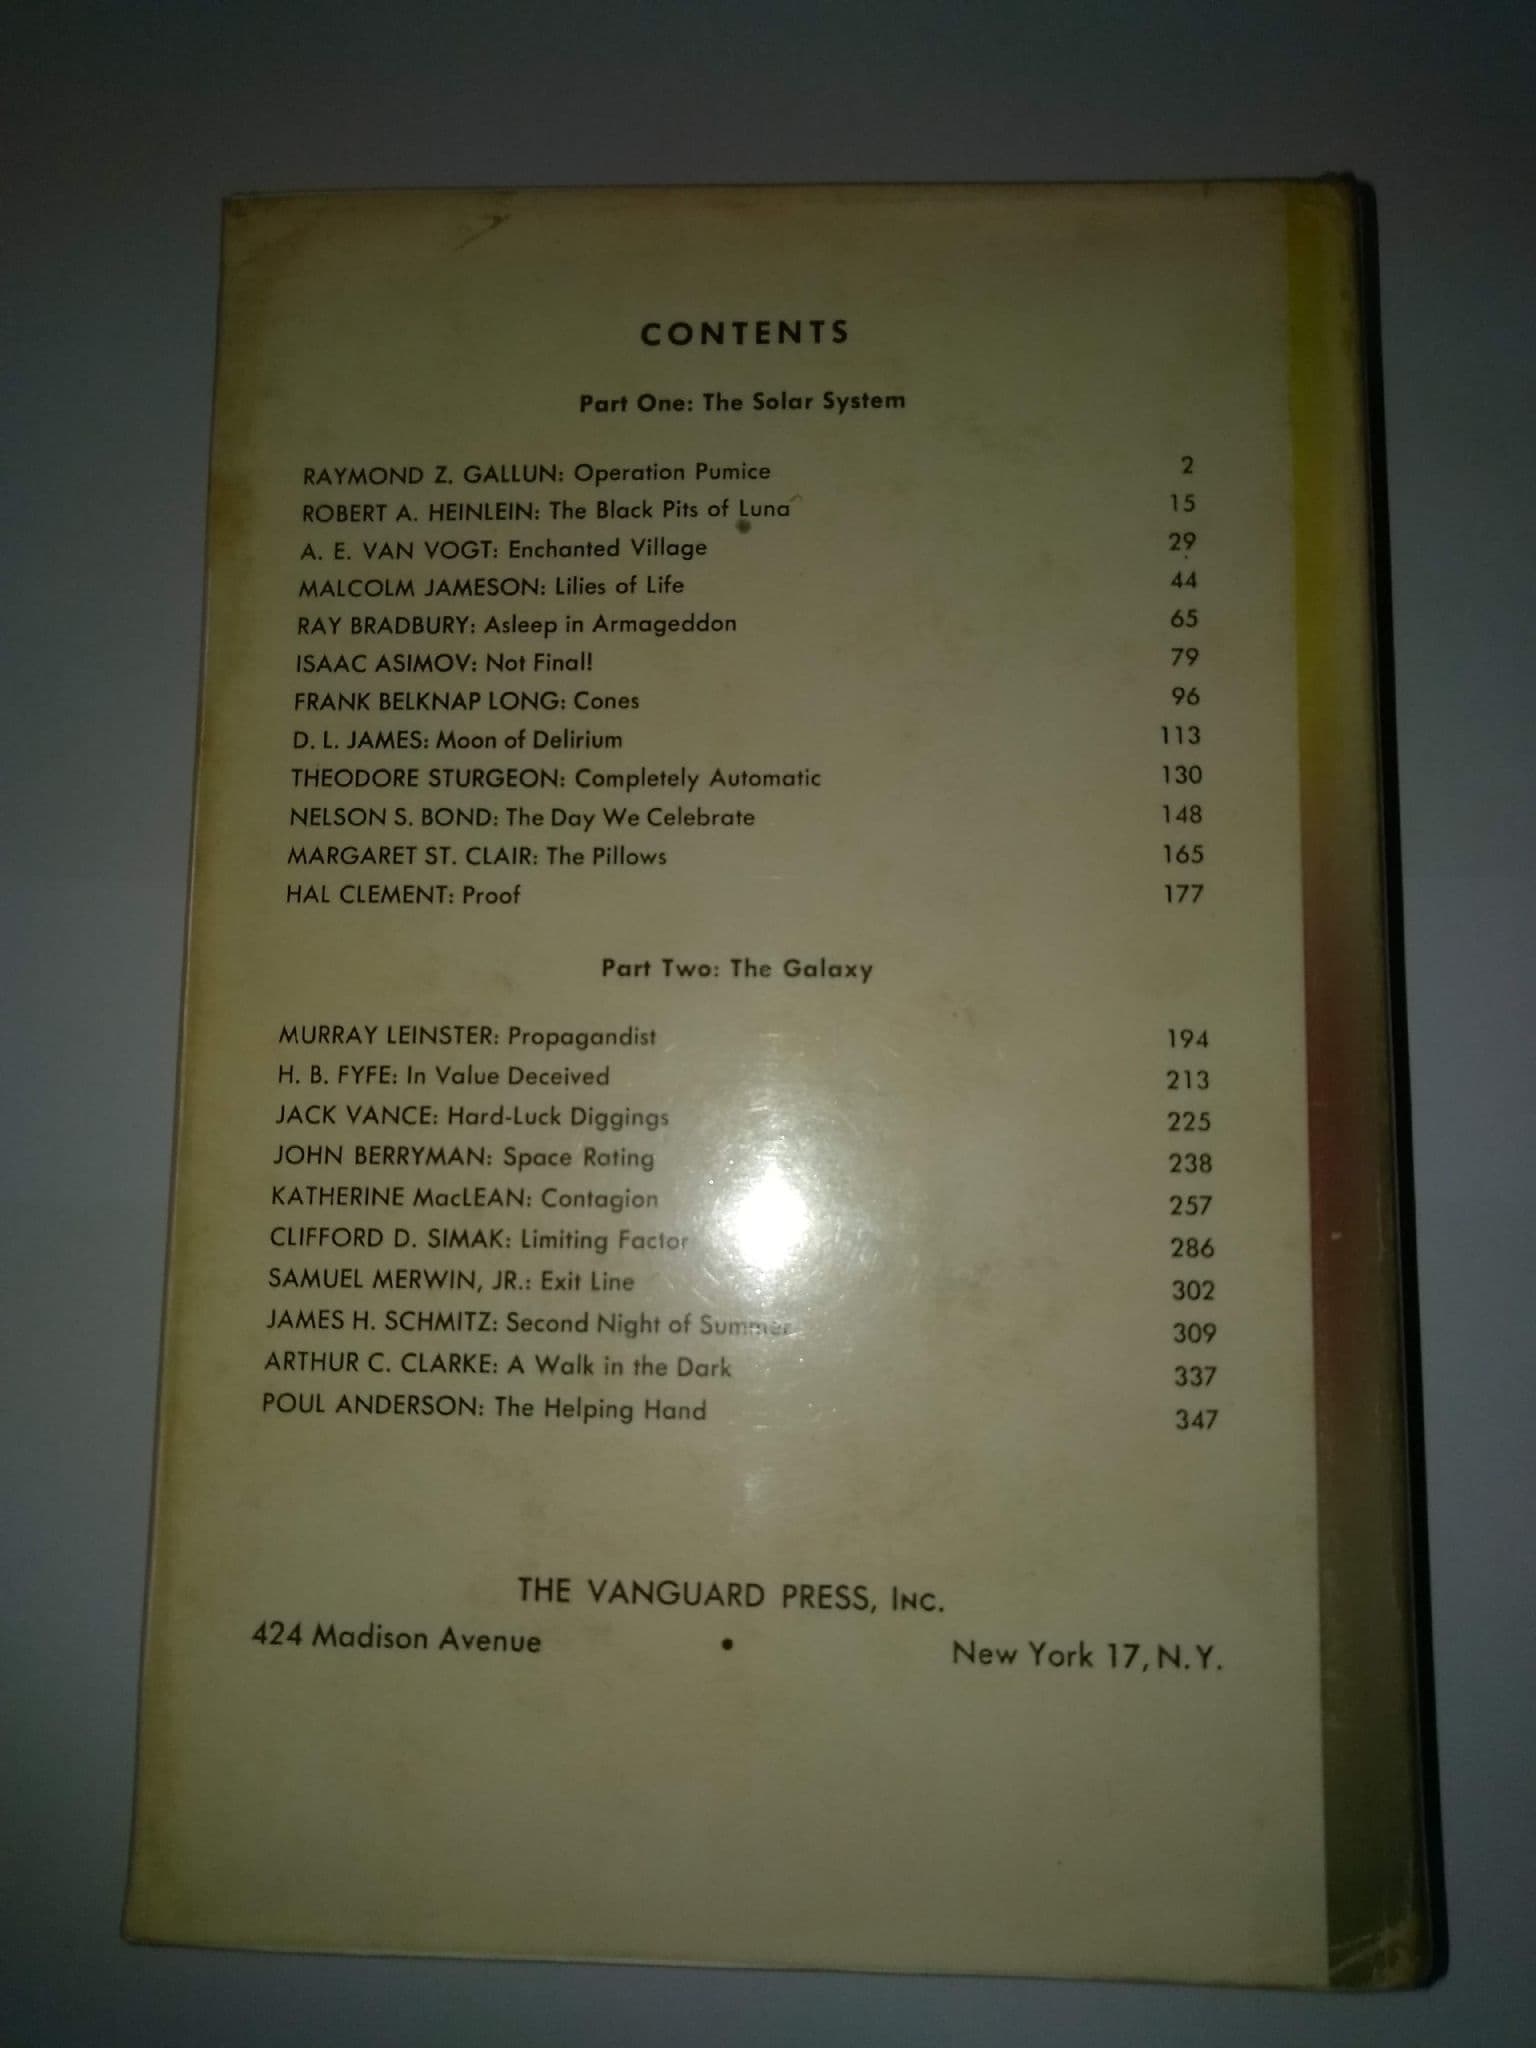 CONTENTS
Part One: The Solar System
RAYMOND Z. GALLUN: Operation Pumice 2
ROBERT A. HEINLEIN: The Black Pits of Luna 15
A. E. VAN VOGT: Enchanted Village 29
MALCOLM JAMESON: Lilies of Life 44
RAY BRADBURY: Asleep in Armageddon 65
ISAAC ASIMOV: Not Final! 79
FRANK BELKNAP LONG: Cones 96
D. L. JAMES: Moon of Delirium 113
THEODORE STURGEON: Completely Automatic 130
NELSON S. BOND: The Day We Celebrate 148
MARGARET ST. CLAIR: The Pillows 165
HAL CLEMENT: Proof 177
Part Two: The Galaxy
MURRAY LEINSTER: Propagandist 194
H. B. FYFE: In Value Deceived 213
JACK VANCE: Hard-Luck Diggings 225
JOHN BERRYMAN: Space Rating 238
KATHERINE MacLEAN: Contagion 257
CLIFFORD D. SIMAK: Limiting Factor 286
SAMUEL MERWIN, JR.: Exit Line 302
JAMES H. SCHMITZ: Second Night of Summer 309
ARTHUR C. CLARKE: A Walk in the Dark 337
POUL ANDERSON: The Helping Hand 347
THE VANGUARD PRESS, INC.
424 Madison Avenue • New York 17, N.Y.